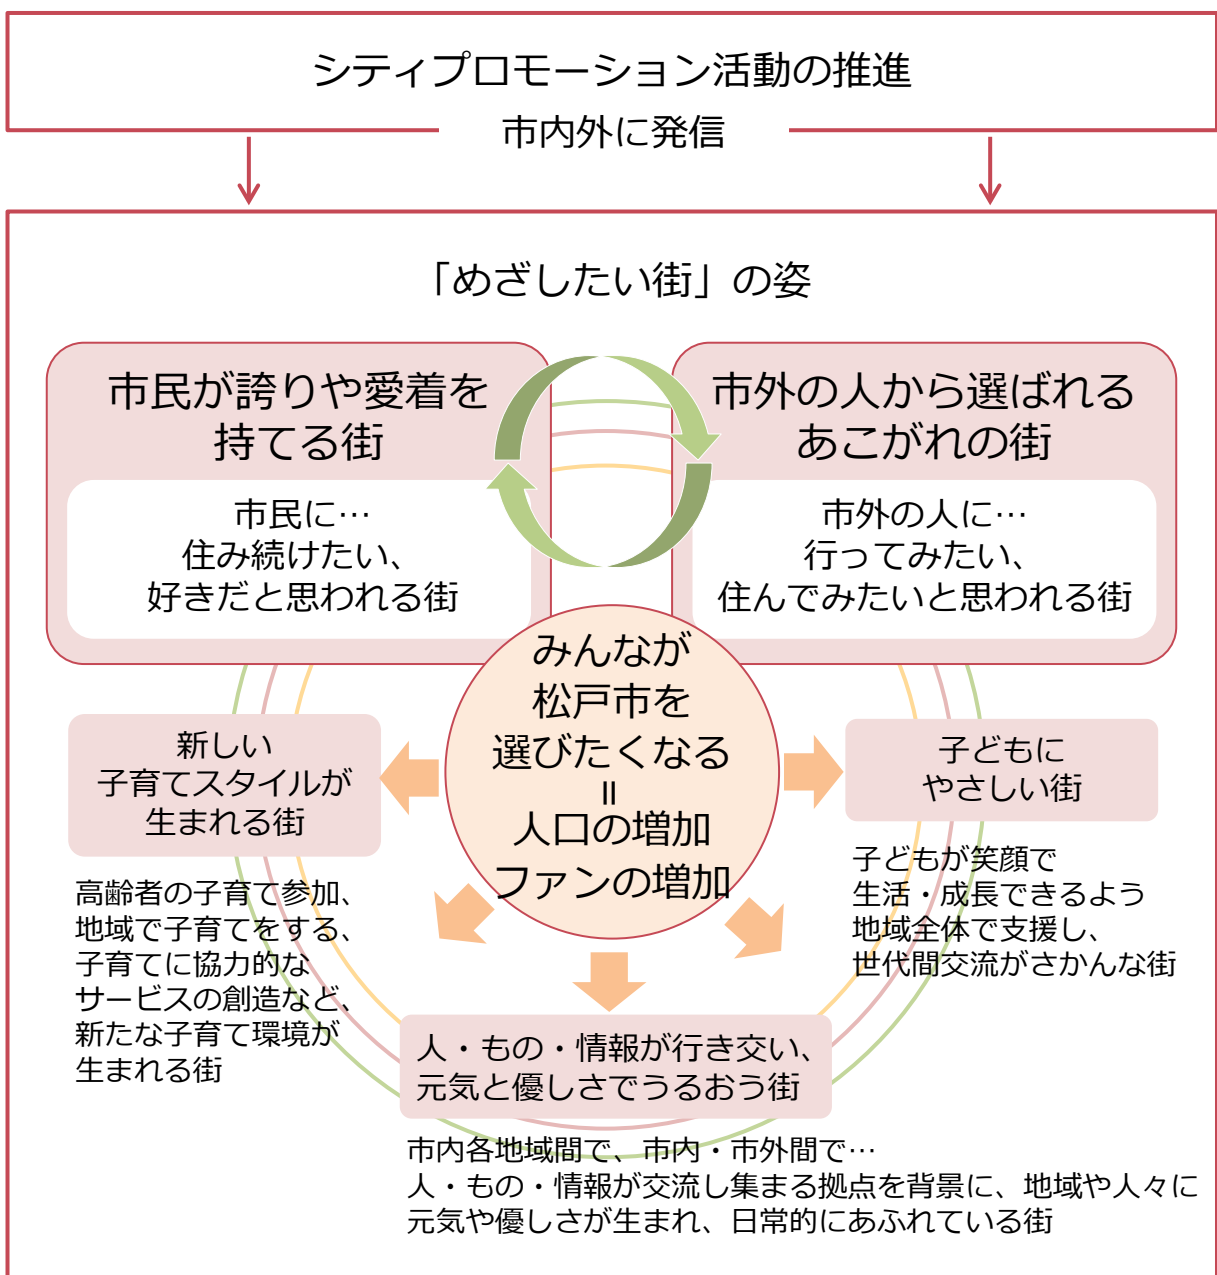 シティプロモーション活動の推進
市内外に発信
「めざしたい街」の姿
市民が誇りや愛着を
持てる街
市民に…
住み続けたい、
好きだと思われる街
市外の人から選ばれる
あこがれの街
市外の人に…
行ってみたい、
住んでみたいと思われる街
みんなが
松戸市を
選びたくなる
=
人口の増加
ファンの増加
新しい
子育てスタイルが
生まれる街
高齢者の子育て参加、
地域で子育てをする、
子育てに協力的な
サービスの創造など、
新たな子育て環境が
生まれる街
子どもに
やさしい街
子どもが笑顔で
生活・成長できるよう
地域全体で支援し、
世代間交流がさかんな街
人・もの・情報が行き交い、
元気と優しさでうるおう街
市内各地域間で、市内・市外間で…
人・もの・情報が交流し集まる拠点を背景に、地域や人々に
元気や優しさが生まれ、日常的にあふれている街